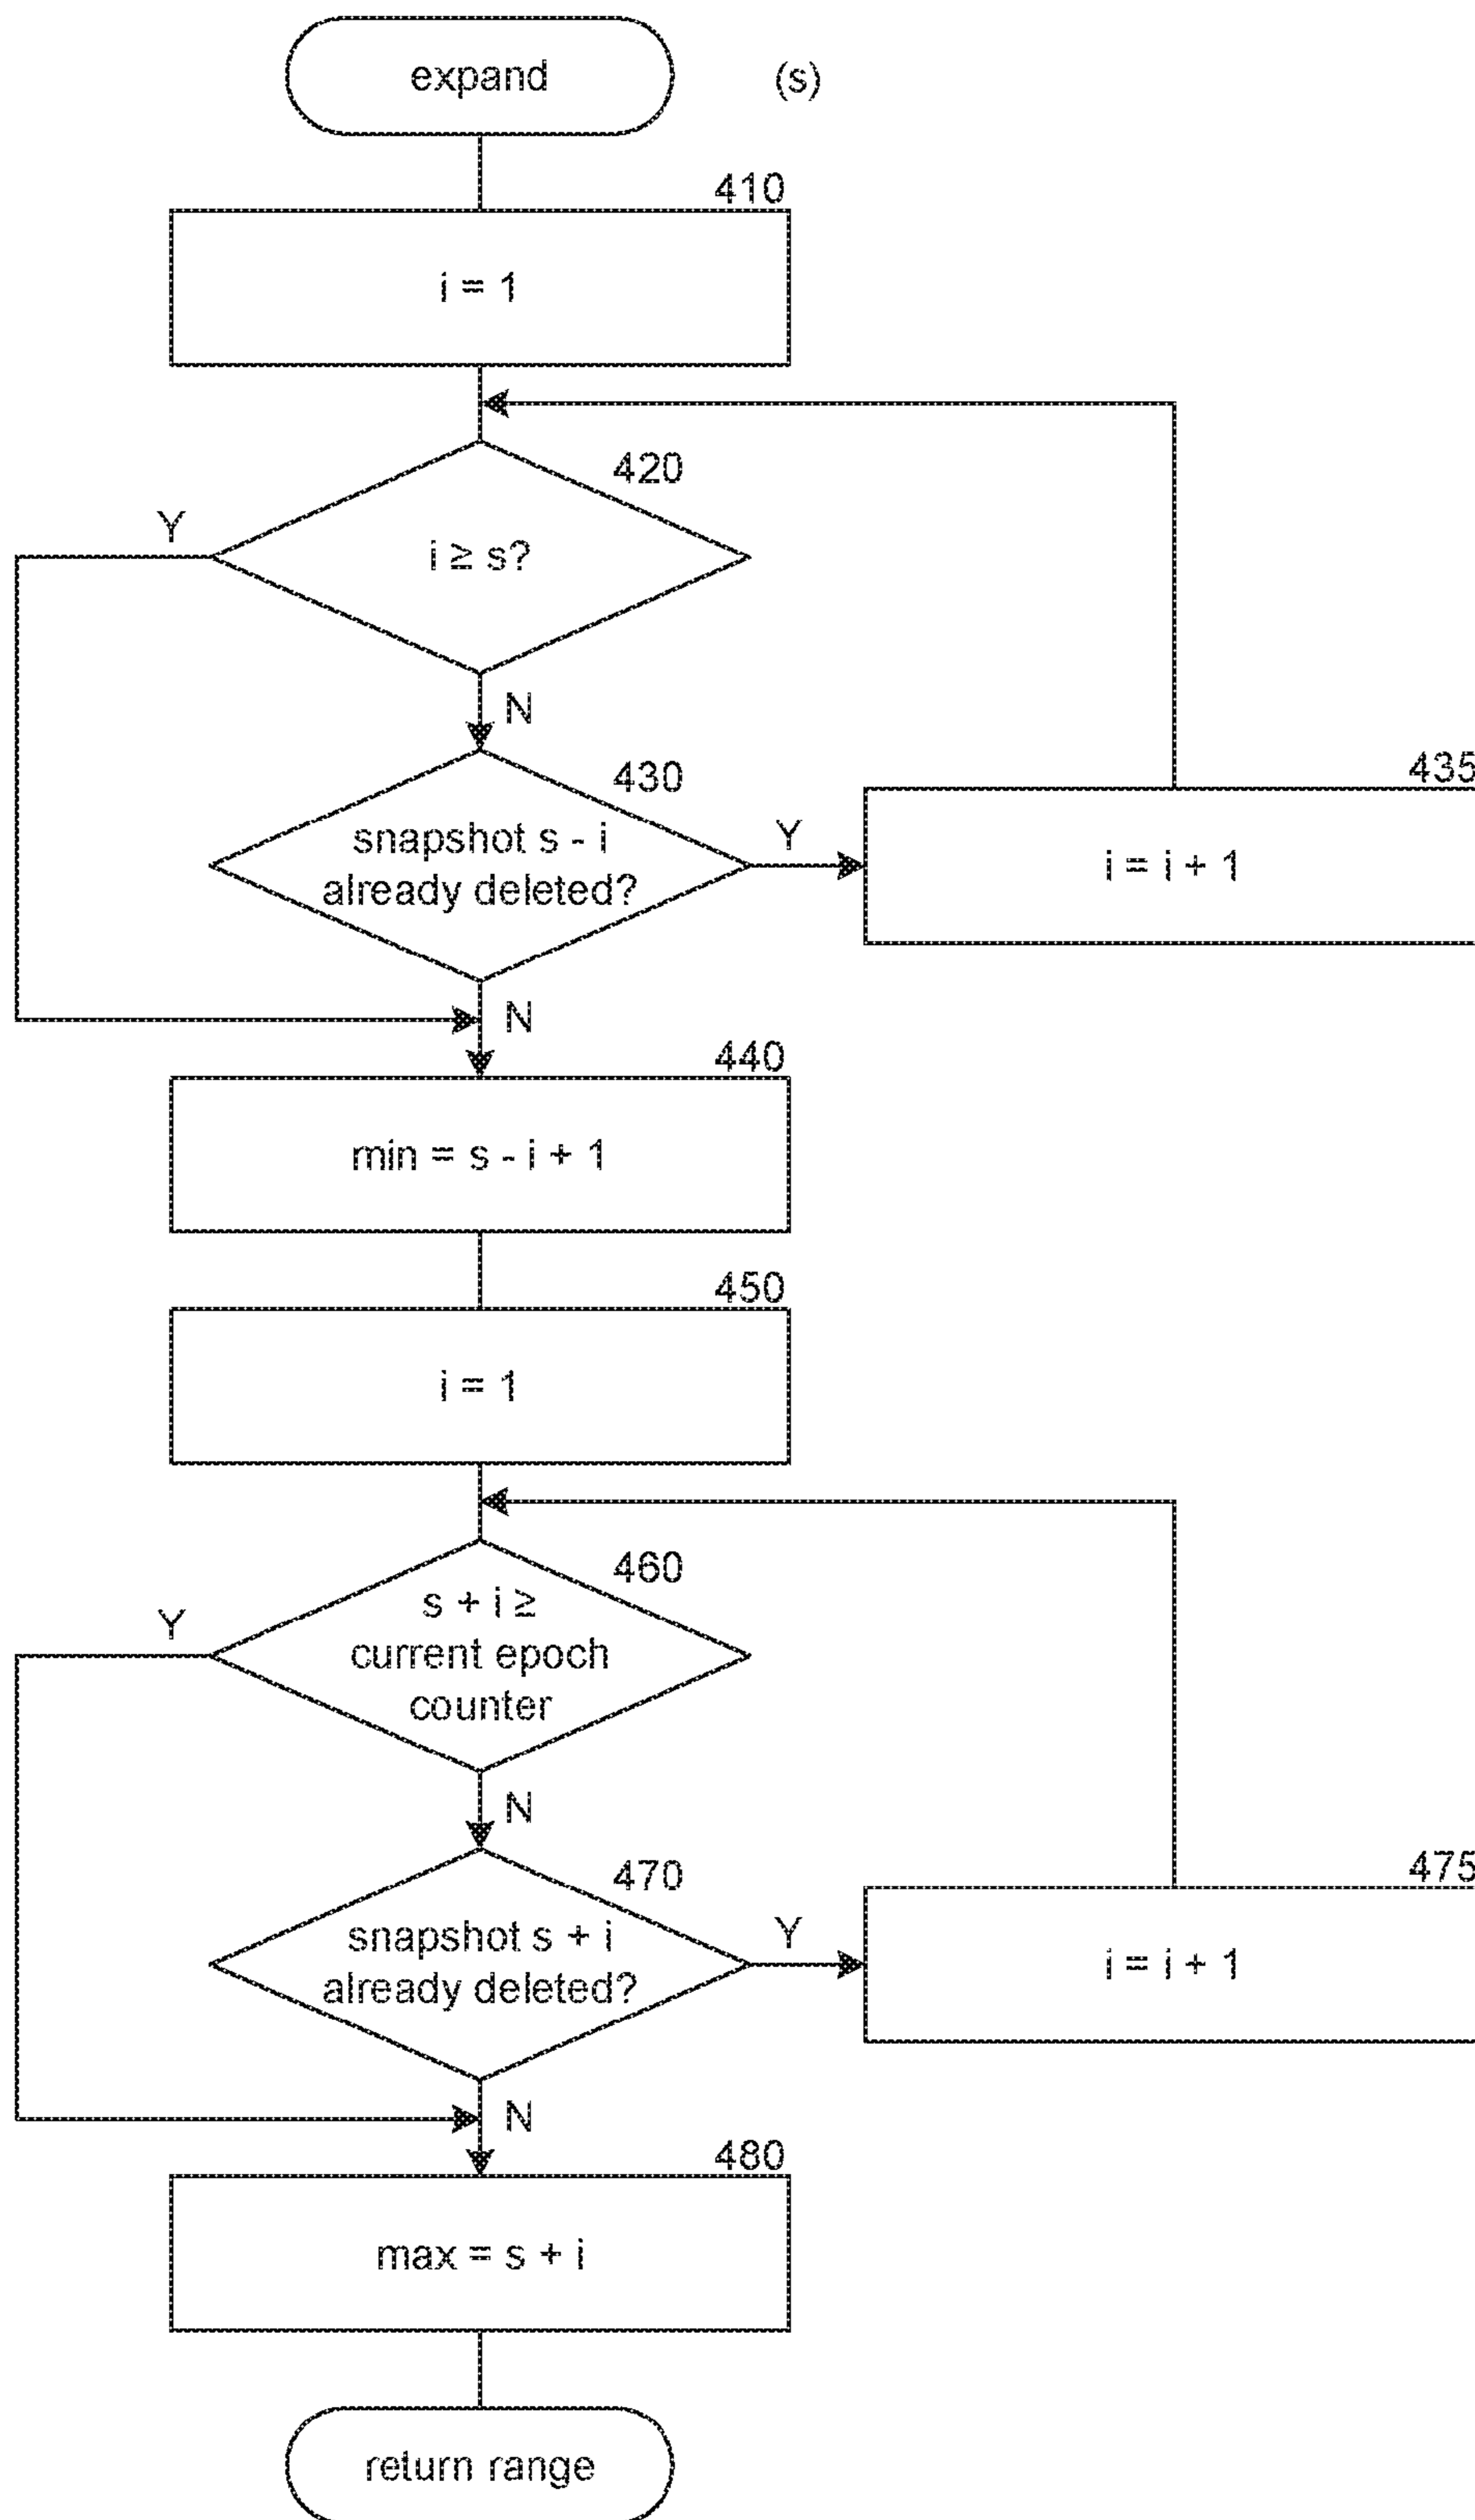 expand
(s)
410
i = 1
420
Y
i ≥ s?
N
430
435
snapshot s - i
already deleted?
Y
i = i + 1
N
440
min = s - i + 1
450
i = 1
460
Y
s + i ≥
current epoch
counter
N
470
475
snapshot s + i
already deleted?
Y
i = i + 1
N
480
max = s + i
return range